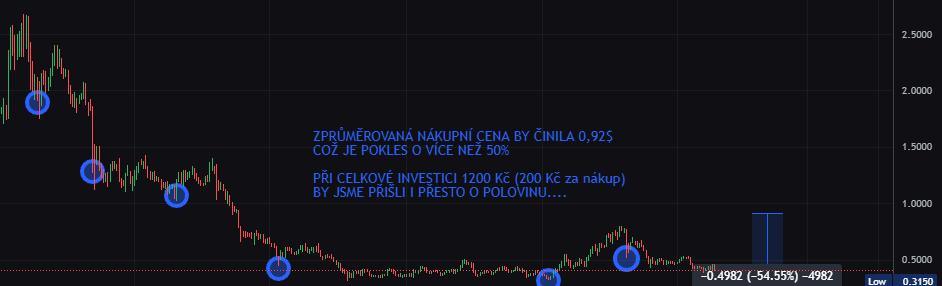 2.5000
2.0000
ZPRŮMĚROVANÁ NÁKUPNÍ CENA BY ČINILA 0,92$
COŽ JE POKLES O VÍCE NEŽ 50%
1.5000
PŘI CELKOVÉ INVESTICI 1200 Kč (200 Kč za nákup)
BY JSME PŘIŠLI I PŘESTO O POLOVINU....
1.0000
0.5000
−0.4982 (−54.55%) −4982
Low 0.3150